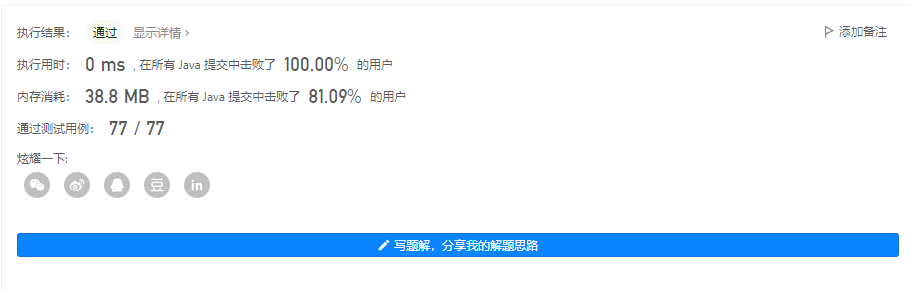 执行结果： 通过 显示详情 › 添加备注
执行用时： 0 ms , 在所有 Java 提交中击败了 100.00% 的用户
内存消耗： 38.8 MB , 在所有 Java 提交中击败了 81.09% 的用户
通过测试用例： 77 / 77
炫耀一下:
豆 in
写题解，分享我的解题思路